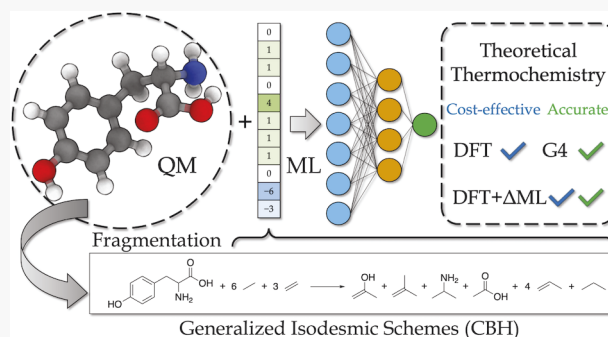 QM
+
0
1
1
0
4
1
1
1
0
-6
-3
ML
Theoretical
Thermochemistry
Cost-effective Accurate
DFT ✓ G4 ✓
DFT+ΔML ✓ ✓
Fragmentation
HO NH2 O OH + 6 + 3 → OH + + NH2 + O OH + 4 +
Generalized Isodesmic Schemes (CBH)